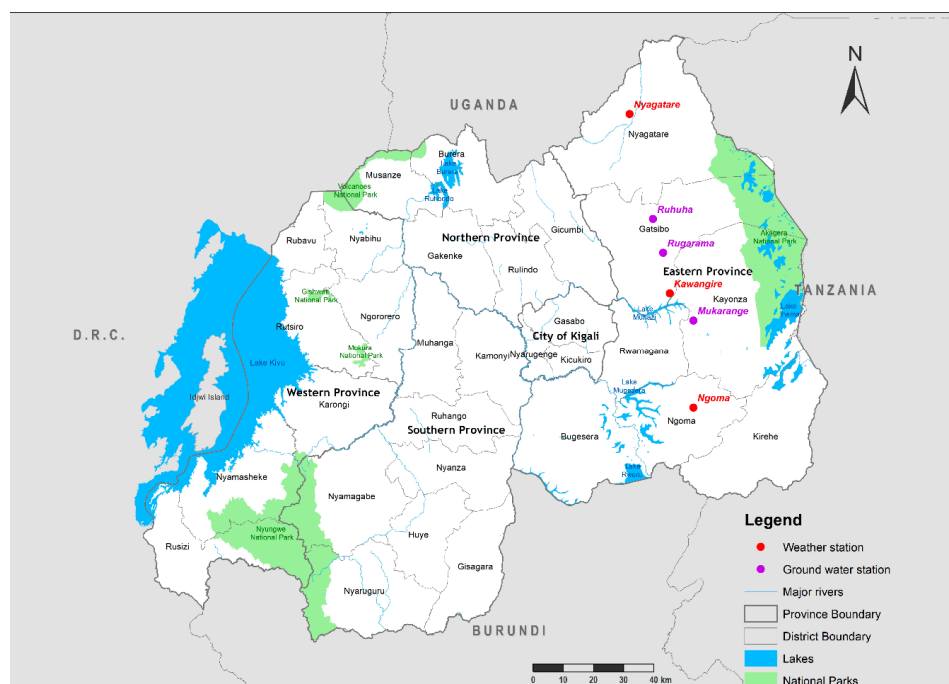 N
UGANDA
Nyagatare
Nyagatare
Burera
Lake
Burera
Musanze
Volcanoes
National Park
Lake
Ruhondo
Ruhuha
Gatsibo
Gicumbi
Rubavu
Nyabihu
Northern Province
Gakenke
Rugarama
Akagera
National Park
Rulindo
Eastern Province
Kawangire
Kayonza
TANZANIA
Gishwati
National Park
Ngororero
Rutsiro
Lake
Muhazi
Mukarange
Lake
Ihema
Gasabo
D.R.C.
City of Kigali
Muhanga
Kamonyi
Nyarugenge
Kicukiro
Rwamagana
Mukura
National Park
Lake Kivu
Idjwi Island
Western Province
Karongi
Lake
Mugesera
Ngoma
Ngoma
Ruhango
Southern Province
Bugesera
Kirehe
Nyanza
Lake
Rweru
Nyamasheke
Nyamagabe
Nyungwe
National Park
Huye
Rusizi
Gisagara
Nyaruguru
BURUNDI
Legend
Weather station
Ground water station
Major rivers
Province Boundary
District Boundary
Lakes
National Parks
0 10 20 30 40 km